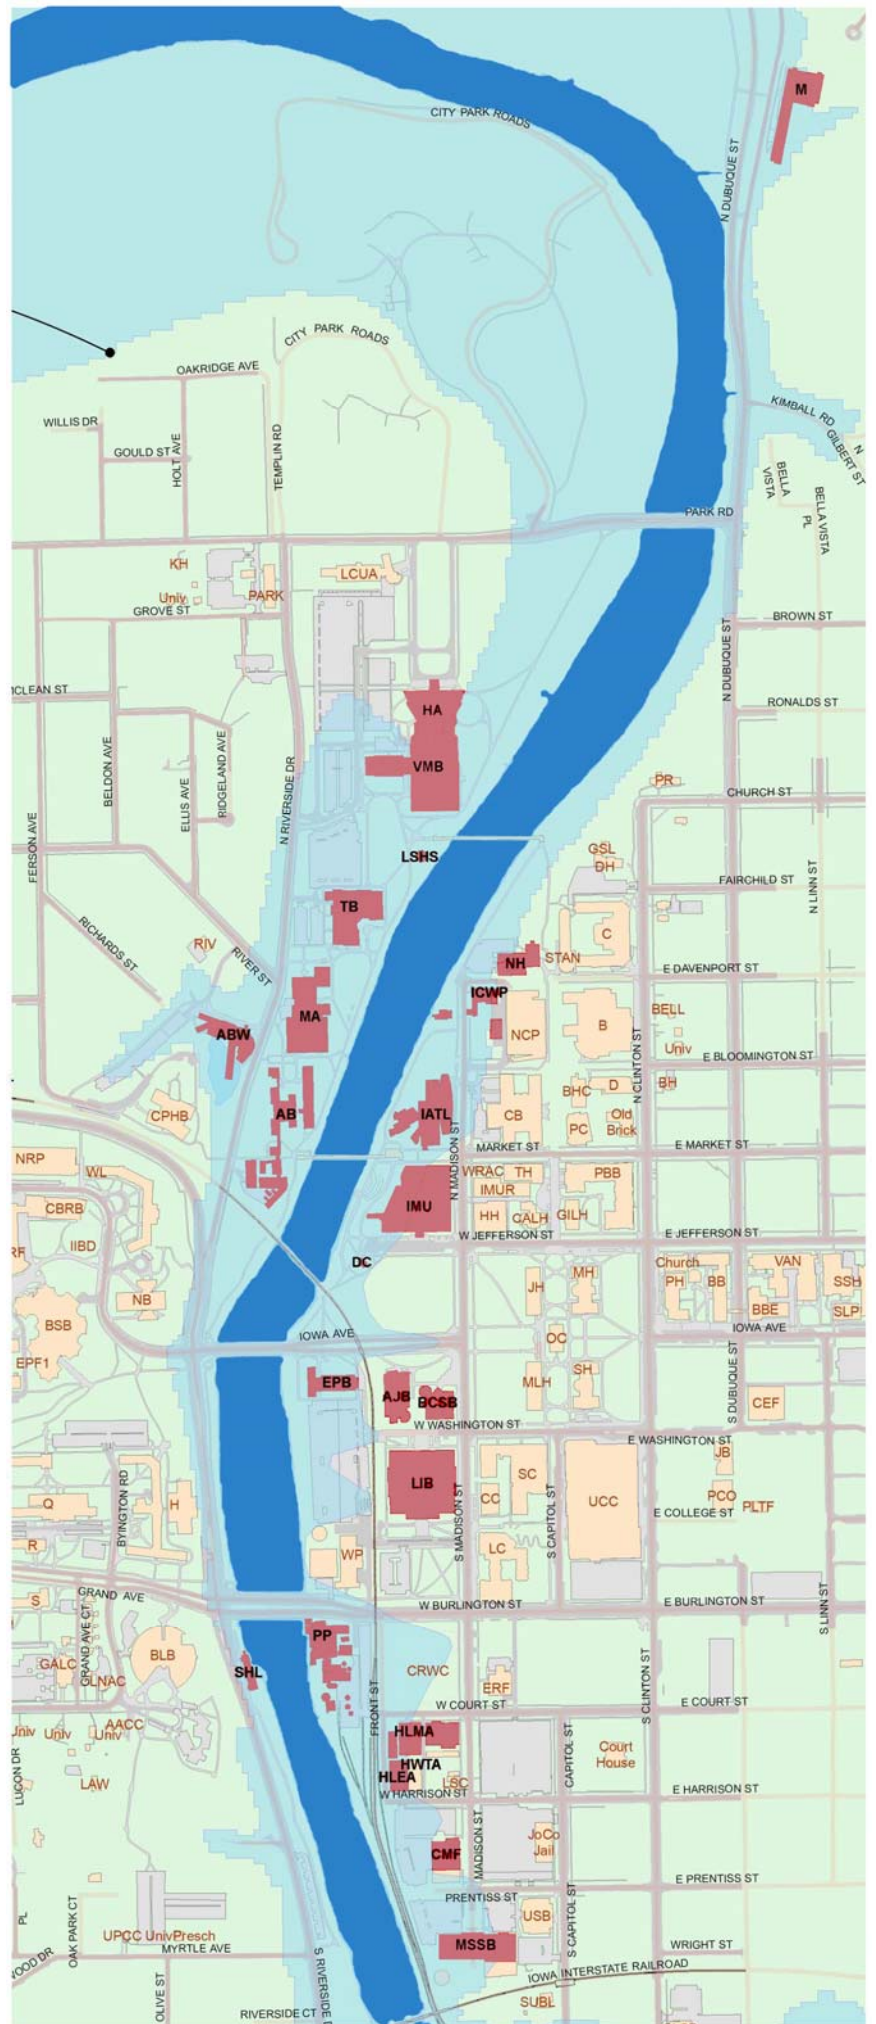 M
CITY PARK ROADS
N DUBUQUE ST
CITY PARK ROADS
OAKRIDGE AVE
WILLIS DR
GOULD ST
HOLT AVE
TEMPLIN RD
KIMBALL RD
N
GILBERT ST
BELLA
VISTA
BELLA VISTA
PL
PARK RD
KH
LCUA
Univ
PARK
GROVE ST
BROWN ST
N DUBUQUE ST
CLEAN ST
RONALDS ST
HA
BELDON AVE
ELLIS AVE
RIDGELAND AVE
N RIVERSIDE DR
VMB
PR
CHURCH ST
FERSON AVE
LSHS
GSL
DH
FAIRCHILD ST
N LINN ST
TB
RICHARDS ST
RIV
RIVER ST
C
NH
STAN
E DAVENPORT ST
ICWP
MA
ABW
NCP
B
BELL
Univ
N CLINTON ST
E BLOOMINGTON ST
BH
BHC
D
CPHB
AB
IATL
CB
Old
Brick
PC
N MADISON ST
MARKET ST
E MARKET ST
NRP
WL
WRAC
TH
PBB
IMUR
CBRB
IMU
HH
CALH
GILH
W JEFFERSON ST
E JEFFERSON ST
RF
IIBD
DC
Church
VAN
JH
MH
PH
BB
SSH
NB
BBE
SLP
BSB
IOWA AVE
OC
IOWA AVE
EPF1
EPB
AJB
BCSB
MLH
SH
S DUBUQUE ST
CEF
W WASHINGTON ST
E WASHINGTON ST
JB
LIB
SC
Q
BYINGTON RD
H
CC
UCC
PCO
PLTF
E COLLEGE ST
S MADISON ST
S CAPITOL ST
R
WP
LC
S
GRAND AVE
W BURLINGTON ST
E BURLINGTON ST
S LINN ST
GRAND AVE CT
PP
GALC
BLB
SHL
CRWC
GLNAC
ERF
FRONT ST
W COURT ST
E COURT ST
S CLINTON ST
AACC
Univ
Univ
Univ
HLMA
Court
House
HWTA
HLEA
LSC
W HARRISON ST
E HARRISON ST
CAPITOL ST
LUCON DR
LAW
MADISON ST
JoCo
Jail
CMF
PRENTISS ST
E PRENTISS ST
PL
OAK PARK CT
USB
UPCC
UnivPresch
MYRTLE AVE
MSSB
S CAPITOL ST
WRIGHT ST
WOOD DR
OLIVE ST
S RIVERSIDE
IOWA INTERSTATE RAILROAD
SUBL
RIVERSIDE CT